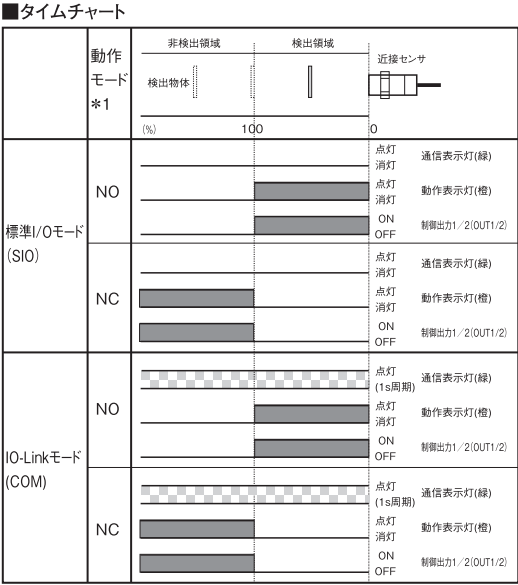 ■タイムチャート
動作
モード
*1
非検出領域
検出領域
検出物体
近接センサ
(%)
100
0
標準I/Oモード
(SIO)
NO
点灯
消灯
通信表示灯(緑)
点灯
消灯
動作表示灯(橙)
ON
OFF
制御出力1/2(OUT1/2)
NC
点灯
消灯
通信表示灯(緑)
点灯
消灯
動作表示灯(橙)
ON
OFF
制御出力1/2(OUT1/2)
IO-Linkモード
(COM)
NO
点灯
(1s周期)
通信表示灯(緑)
点灯
消灯
動作表示灯(橙)
ON
OFF
制御出力1/2(OUT1/2)
NC
点灯
(1s周期)
通信表示灯(緑)
点灯
消灯
動作表示灯(橙)
ON
OFF
制御出力1/2(OUT1/2)